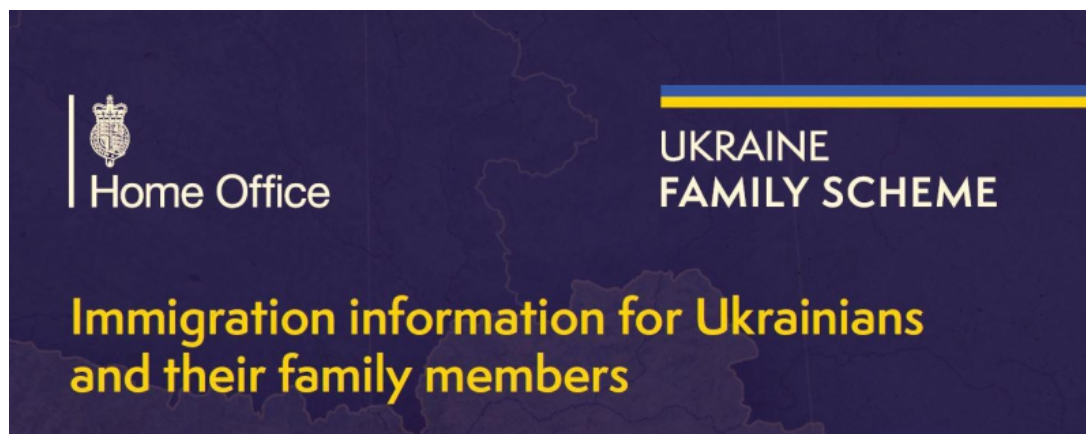 Home Office
UKRAINE
FAMILY SCHEME
Immigration information for Ukrainians
and their family members